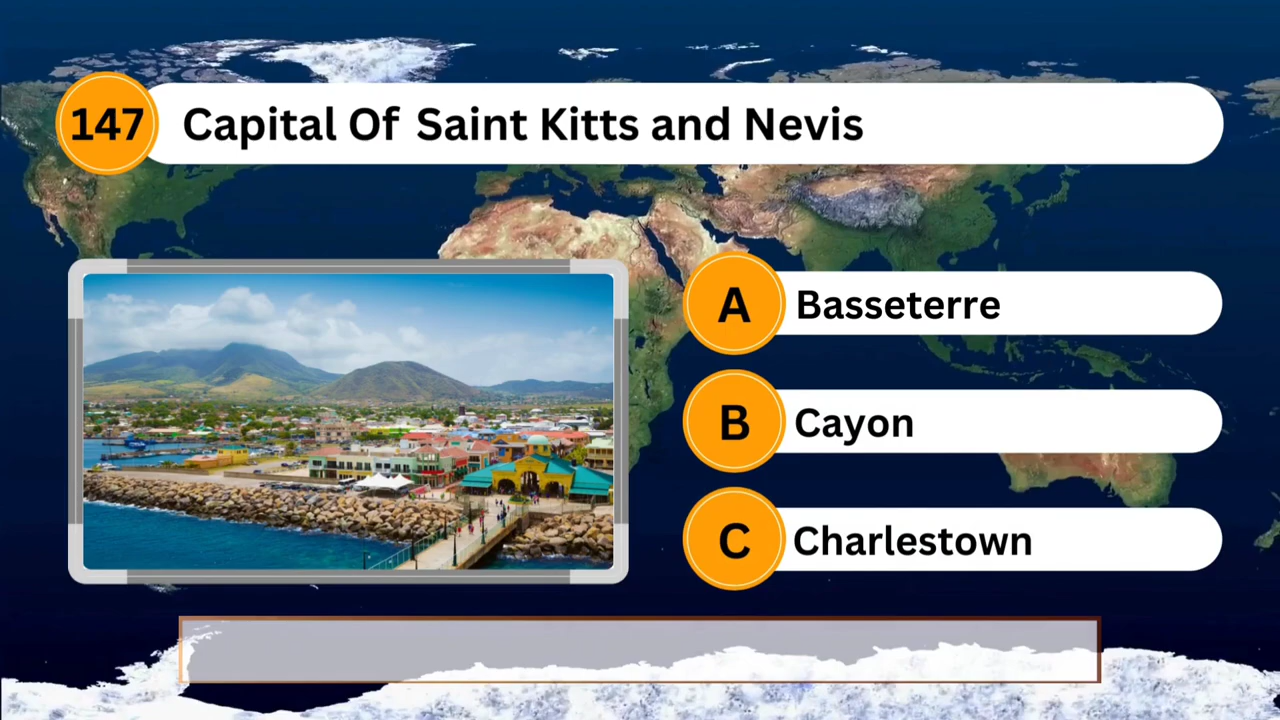 147 Capital Of Saint Kitts and Nevis
A Basseterre
B Cayon
C Charlestown